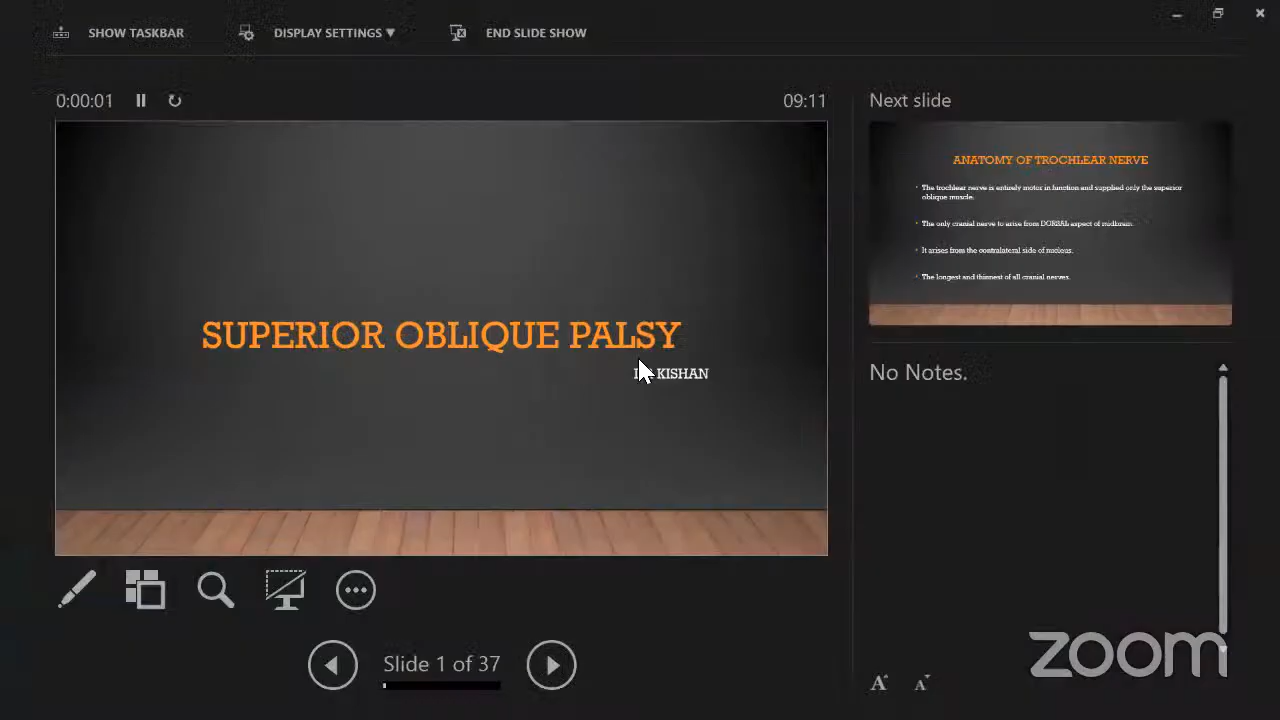 SHOW TASKBAR
DISPLAY SETTINGS ▼
END SLIDE SHOW
0:00:01
09:11
Next slide
SUPERIOR OBLIQUE PALSY
KISHAN
ANATOMY OF TROCHLEAR NERVE
• The trochlear nerve is entirely motor in function and supplied only the superior
oblique muscle.
• The only cranial nerve to arise from DORSAL aspect of midbrain.
• It arises from the contralateral side of nucleus.
• The longest and thinnest of all cranial nerves.
No Notes.
Slide 1 of 37
A A
zoom